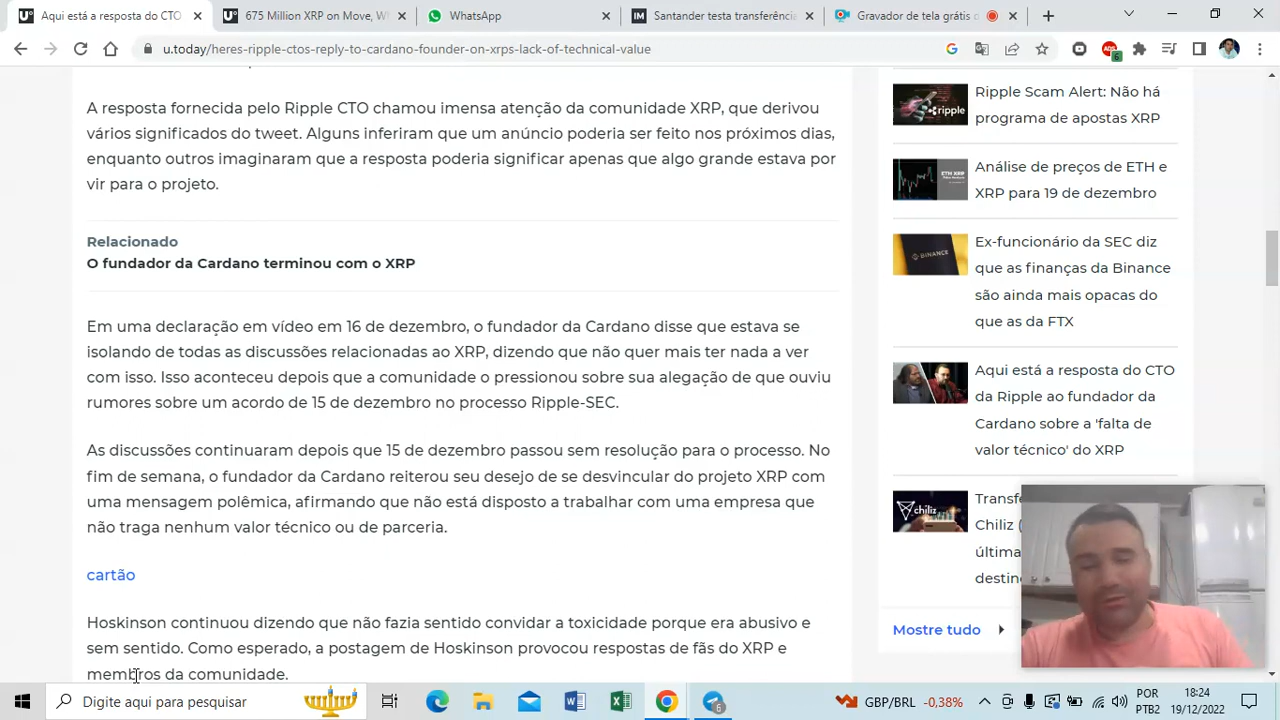 Aqui está a resposta do CTO
675 Million XRP on Move, Wh
WhatsApp
Santander testa transferência
Gravador de tela grátis o
u.today/heres-ripple-ctos-reply-to-cardano-founder-on-xrps-lack-of-technical-value
6
A resposta fornecida pelo Ripple CTO chamou imensa atenção da comunidade XRP, que derivou
vários significados do tweet. Alguns inferiram que um anúncio poderia ser feito nos próximos dias,
enquanto outros imaginaram que a resposta poderia significar apenas que algo grande estava por
vir para o projeto.
Relacionado
O fundador da Cardano terminou com o XRP
Em uma declaração em vídeo em 16 de dezembro, o fundador da Cardano disse que estava se
isolando de todas as discussões relacionadas ao XRP, dizendo que não quer mais ter nada a ver
com isso. Isso aconteceu depois que a comunidade o pressionou sobre sua alegação de que ouviu
rumores sobre um acordo de 15 de dezembro no processo Ripple-SEC.
As discussões continuaram depois que 15 de dezembro passou sem resolução para o processo. No
fim de semana, o fundador da Cardano reiterou seu desejo de se desvincular do projeto XRP com
uma mensagem polêmica, afirmando que não está disposto a trabalhar com uma empresa que
não traga nenhum valor técnico ou de parceria.
cartão
Hoskinson continuou dizendo que não fazia sentido convidar a toxicidade porque era abusivo e
sem sentido. Como esperado, a postagem de Hoskinson provocou respostas de fãs do XRP e
membros da comunidade.
ripple
Ripple Scam Alert: Não há
programa de apostas XRP
ETH XRP
Análise de preços de ETH e
XRP para 19 de dezembro
BINANCE
Ex-funcionário da SEC diz
que as finanças da Binance
são ainda mais opacas do
que as da FTX
Aqui está a resposta do CTO
da Ripple ao fundador da
Cardano sobre a 'falta de
valor técnico' do XRP
chiliz
Transf
Chiliz (
última
destin
Mostre tudo
Digite aqui para pesquisar
6
GBP/BRL -0,38%
POR
PTB2
18:24
19/12/2022